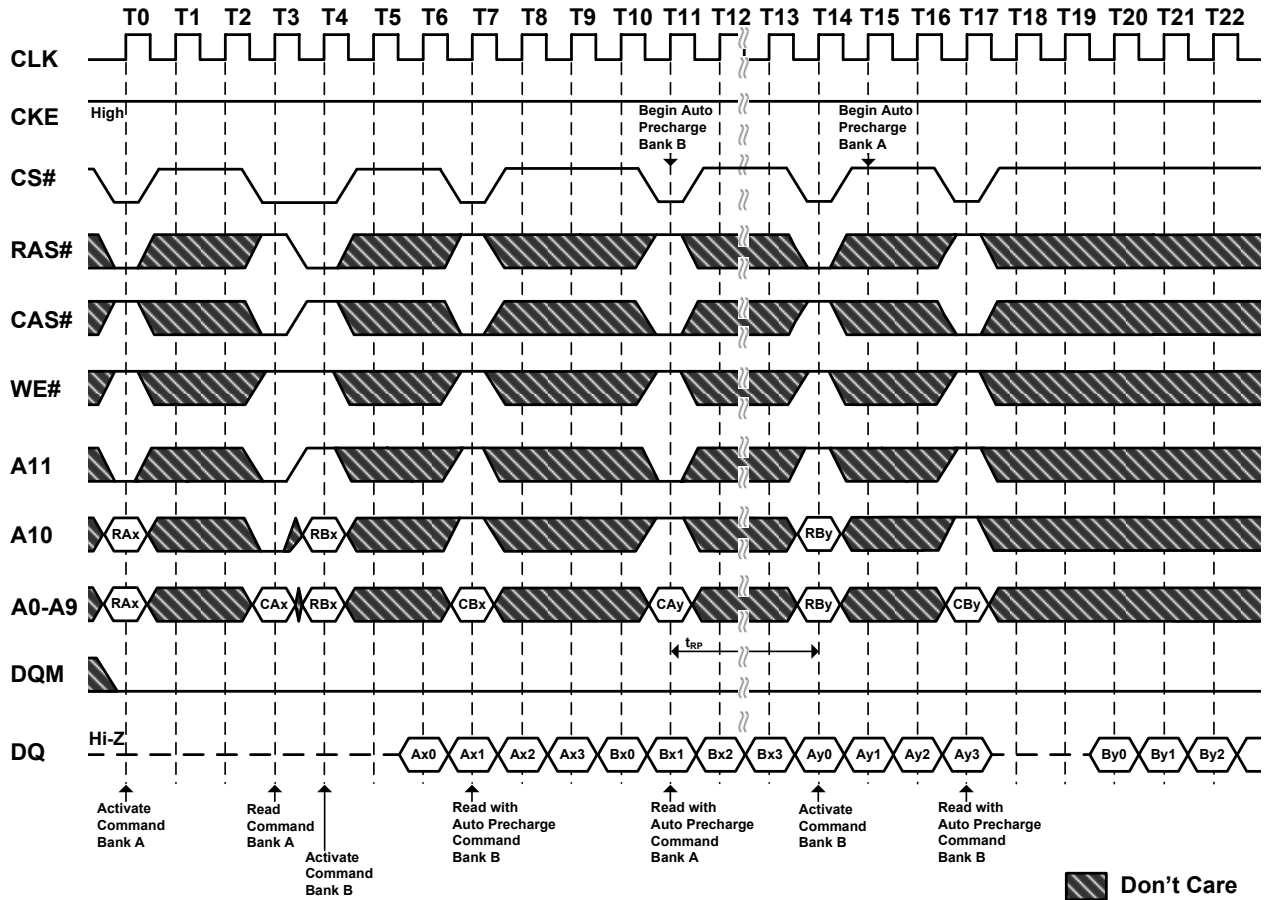 T0 T1 T2 T3 T4 T5 T6 T7 T8 T9 T10 T11 T12 T13 T14 T15 T16 T17 T18 T19 T20 T21 T22
CLK
CKE
High
Begin Auto
Precharge
Bank B
Begin Auto
Precharge
Bank A
CS#
RAS#
CAS#
WE#
A11
A10
RAx RBx RBy
A0-A9
RAx CAx RBx CBx CAy RBy CBy
tRP
DQM
Hi-Z
DQ
Ax0 Ax1 Ax2 Ax3 Bx0 Bx1 Bx2 Bx3 Ay0 Ay1 Ay2 Ay3 By0 By1 By2
Activate
Command
Bank A
Read
Command
Bank A
Activate
Command
Bank B
Read with
Auto Precharge
Command
Bank B
Read with
Auto Precharge
Command
Bank A
Activate
Command
Bank B
Read with
Auto Precharge
Command
Bank B
Don't Care